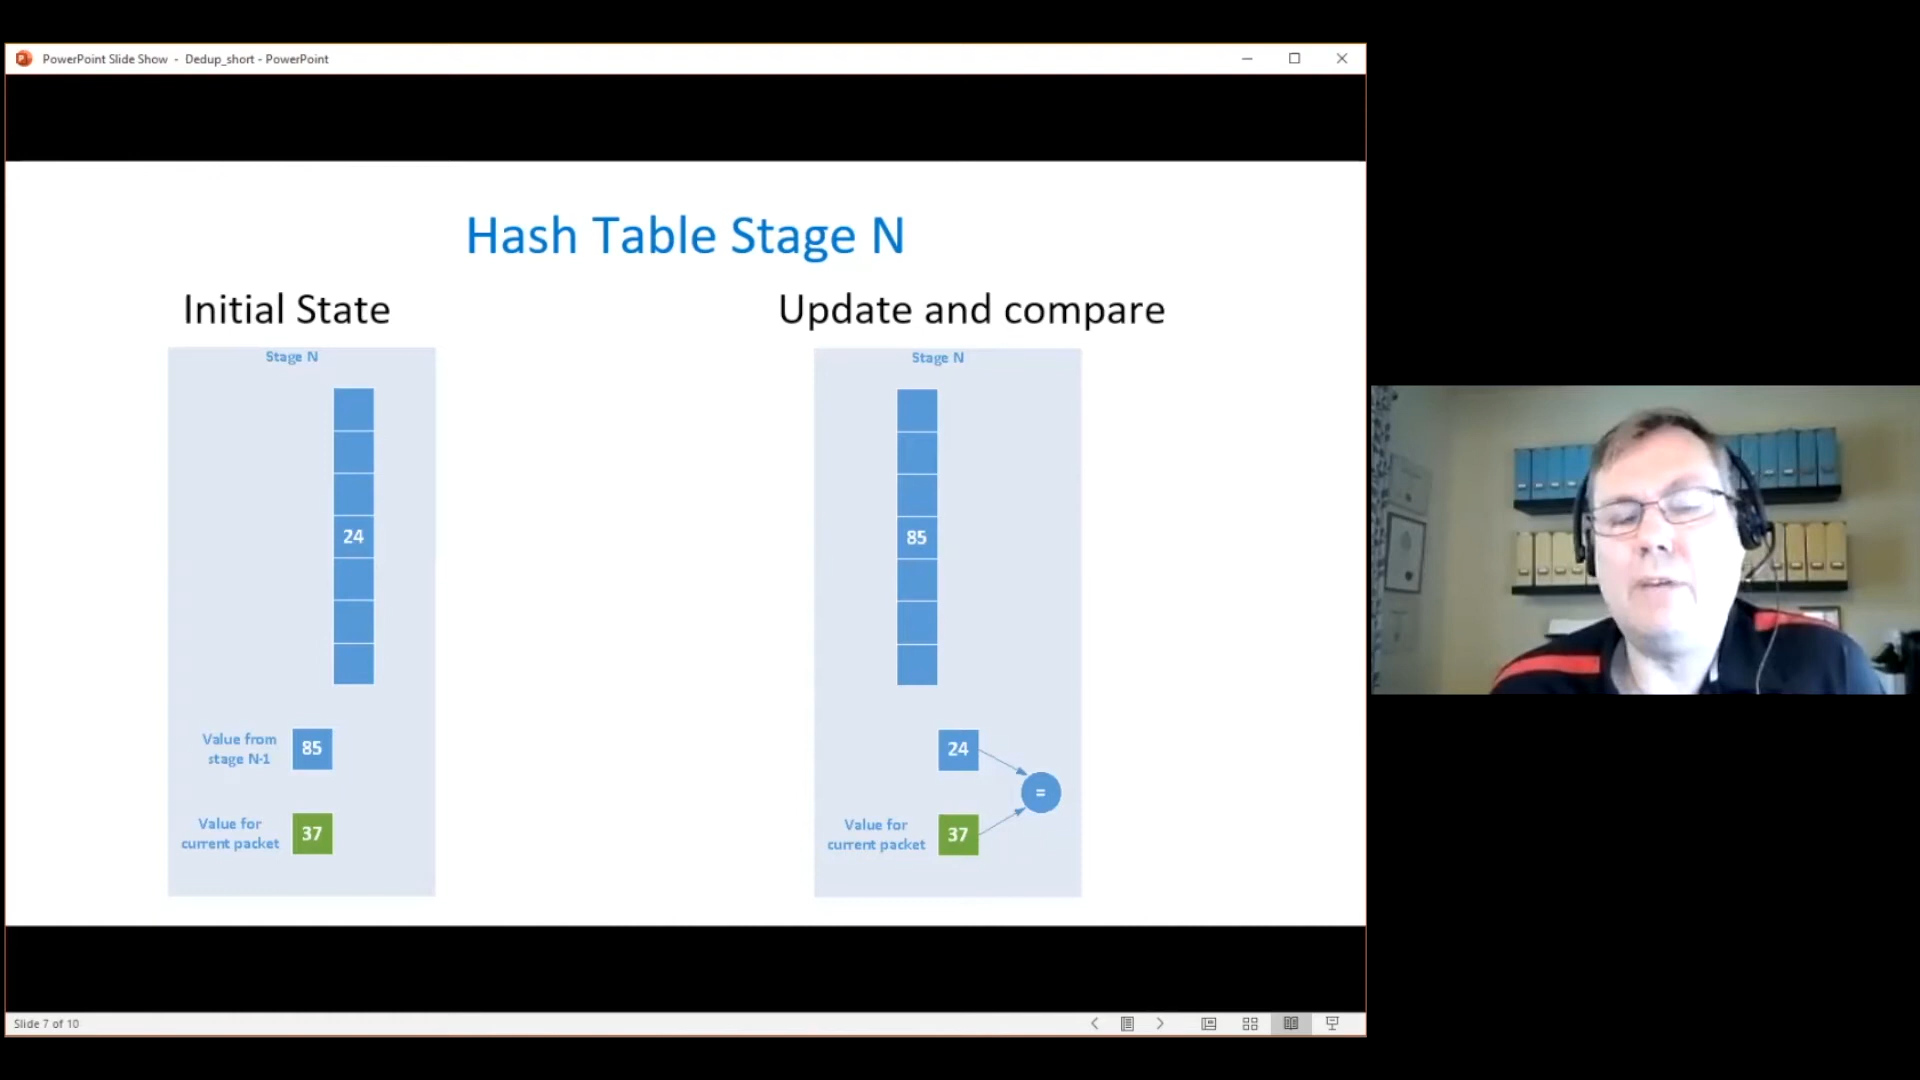 PowerPoint Slide Show - Dedup_short - PowerPoint
Hash Table Stage N
Initial State
Update and compare
Stage N
24
Value from
stage N-1
85
Value for
current packet
37
Stage N
85
24
=
Value for
current packet
37
Slide 7 of 10